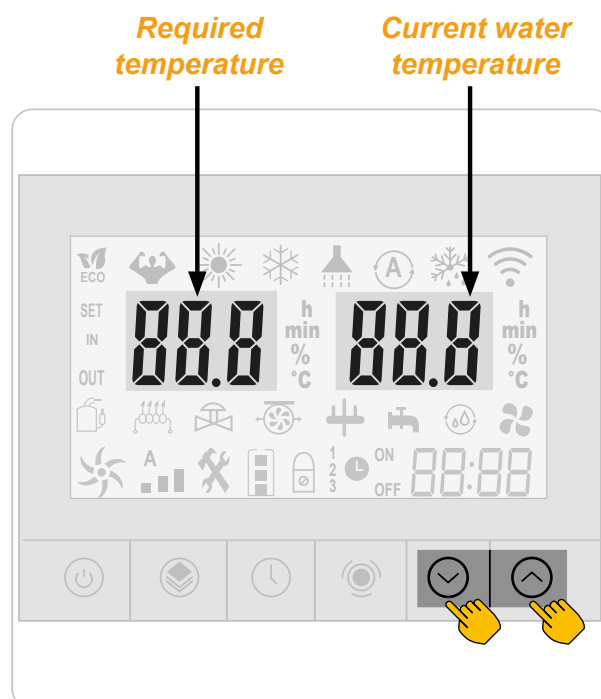 Required
temperature
Current water
temperature
ECO
A
SET
IN
OUT
88.8
h
min
%
°C
88.8
h
min
%
°C
A
1
2
3
ON
OFF
88:88